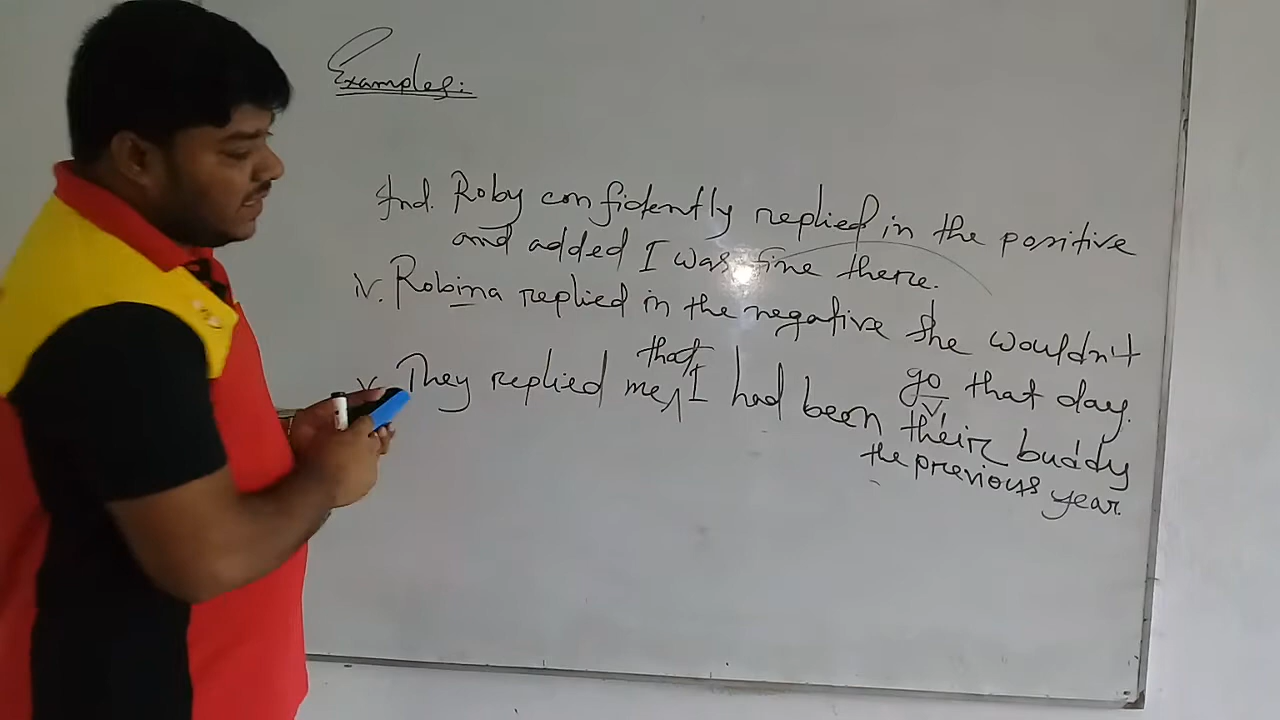 Examples:
Ind. Roby confidently replied in the positive
and added I was fine there.
iv. Robina replied in the negative she wouldn't
go that day.
v. They replied me, that I had been their buddy
the previous year.